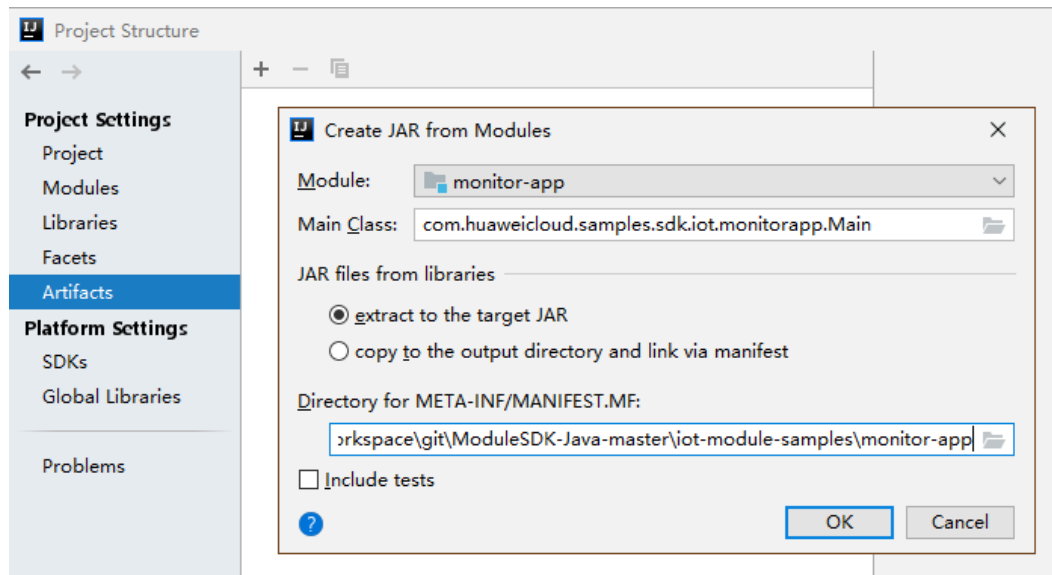 Project Structure
Project Settings
Project
Modules
Libraries
Facets
Artifacts
Platform Settings
SDKs
Global Libraries
Problems
Create JAR from Modules
Module: monitor-app
Main Class: com.huaweicloud.samples.sdk.iot.monitorapp.Main
JAR files from libraries
extract to the target JAR
copy to the output directory and link via manifest
Directory for META-INF/MANIFEST.MF:
orkspace\git\ModuleSDK-Java-master\iot-module-samples\monitor-app
Include tests
OK Cancel